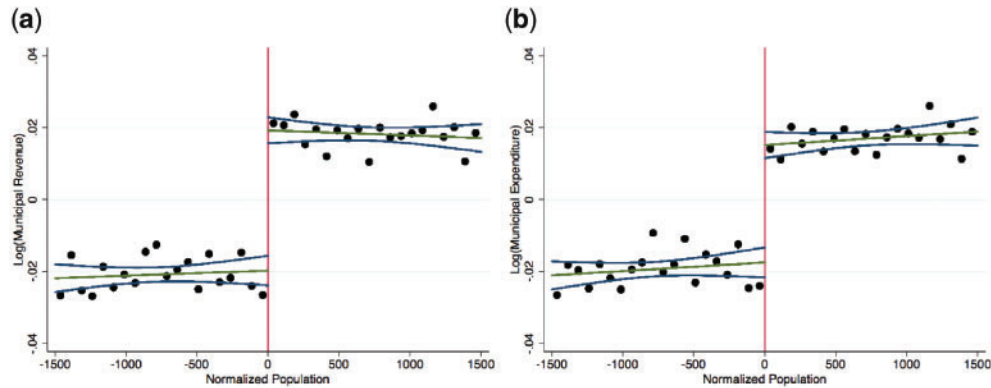 (a)
Log(Municipal Revenue)
.04
.02
0
-.02
-.04
-1500 -1000 -500 0 500 1000 1500
Normalized Population
(b)
Log(Municipal Expenditure)
.04
.02
0
-.02
-.04
-1500 -1000 -500 0 500 1000 1500
Normalized Population